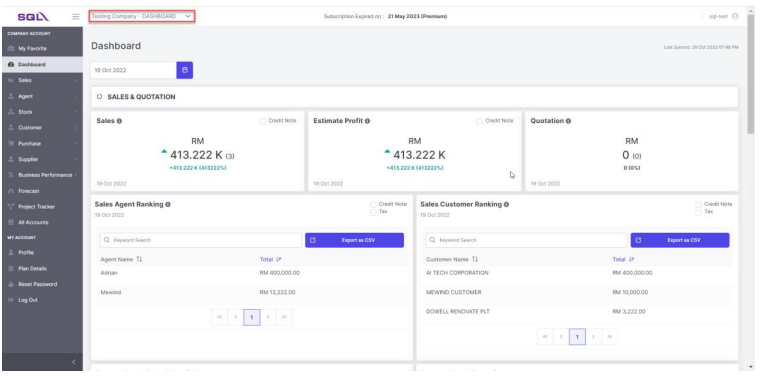 SQL
Testing Company - DASHBOARD
Subscription Expired on : 21 May 2023 (Premium)
sql-test
COMPANY ACCOUNT
My Favorite
Dashboard
Sales
Agent
Stock
Customer
Purchase
Supplier
Business Performance
Forecast
Project Tracker
All Accounts
MY ACCOUNT
Profile
Plan Details
Reset Password
Log Out
Dashboard
Last Synced: 18 Oct 2022 07:48 PM
19 Oct 2022
SALES & QUOTATION
Sales
Credit Note
RM
413.222 K (3)
+413.222 K (413222%)
19 Oct 2022
Estimate Profit
Credit Note
RM
413.222 K
+413.222 K (413222%)
19 Oct 2022
Quotation
RM
0 (0)
0 (0%)
19 Oct 2022
Sales Agent Ranking
19 Oct 2022
Credit Note
Tax
Keyword Search
Export as CSV
Agent Name Total
Adrian RM 400,000.00
Mewind RM 13,222.00
1
Sales Customer Ranking
19 Oct 2022
Credit Note
Tax
Keyword Search
Export as CSV
Customer Name Total
AI TECH CORPORATION RM 400,000.00
MEWIND CUSTOMER RM 10,000.00
DOWELL RENOVATE PLT RM 3,222.00
1